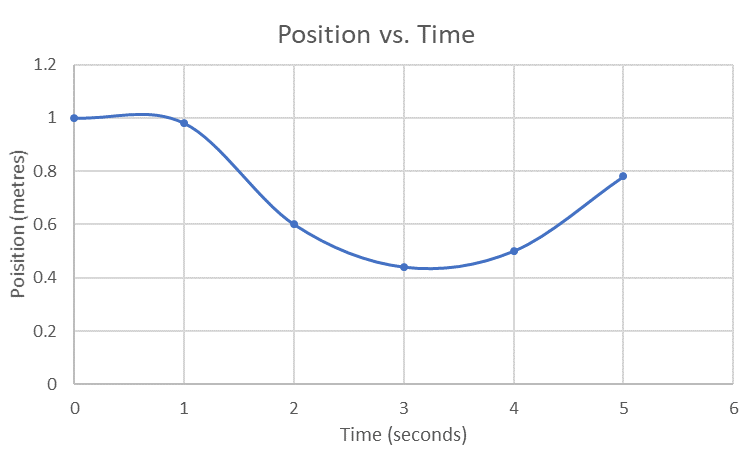 Position vs. Time
1.2
1
0.8
0.6
0.4
0.2
0
Poisition (metres)
0 1 2 3 4 5 6
Time (seconds)